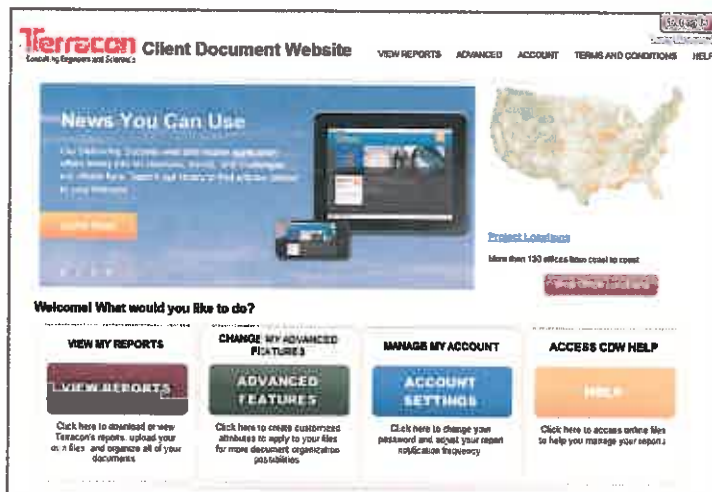 Terracon
Consulting Engineers and Scientists
Client Document Website
VIEW REPORTS ADVANCED ACCOUNT TERMS AND CONDITIONS HELP
News You Can Use
Project Locations
More than 130 offices from coast to coast
Welcome! What would you like to do?
VIEW MY REPORTS
VIEW REPORTS
Click here to download or view
Terracon's reports, upload your
own files and organize all of your
documents
CHANGE MY ADVANCED
FEATURES
ADVANCED
FEATURES
Click here to create customized
attributes to apply to your files
for more document organization
possibilities
MANAGE MY ACCOUNT
ACCOUNT
SETTINGS
Click here to change your
password and adjust your report
notification frequency
ACCESS CDW HELP
HELP
Click here to access online files
to help you manage your reports